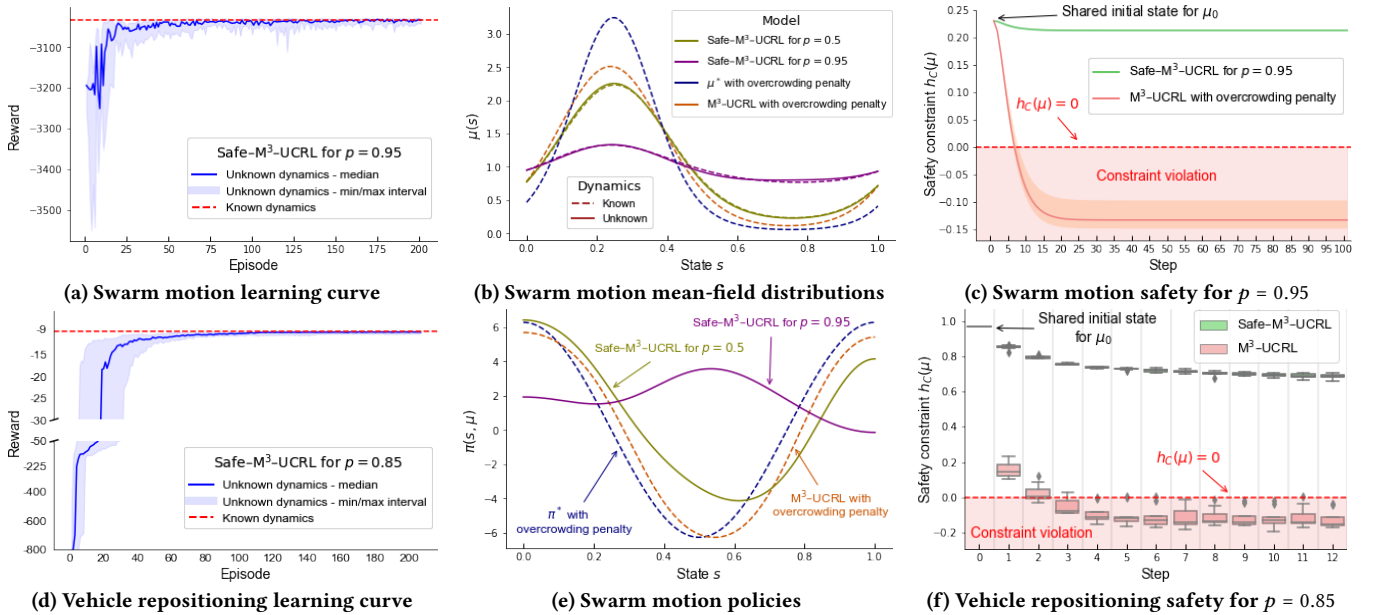 Reward
−3100
−3200
−3300
−3400
−3500
Safe–M³–UCRL for p = 0.95
Unknown dynamics - median
Unknown dynamics - min/max interval
Known dynamics
0 25 50 75 100 125 150 175 200
Episode
(a) Swarm motion learning curve
μ(s)
3.0
2.5
2.0
1.5
1.0
0.5
0.0
Model
Safe–M³–UCRL for p = 0.5
Safe–M³–UCRL for p = 0.95
μ* with overcrowding penalty
M³–UCRL with overcrowding penalty
Dynamics
Known
Unknown
0.0 0.2 0.4 0.6 0.8 1.0
State s
(b) Swarm motion mean-field distributions
Safety constraint h_C(μ)
0.25
0.20
0.15
0.10
0.05
0.00
−0.05
−0.10
−0.15
Shared initial state for μ₀
Safe–M³–UCRL for p = 0.95
M³–UCRL with overcrowding penalty
h_C(μ) = 0
Constraint violation
0 5 10 15 20 25 30 35 40 45 50 55 60 65 70 75 80 85 90 95 100
Step
(c) Swarm motion safety for p = 0.95
Reward
-9
-15
-20
-25
-30
-50
-225
-400
-600
-800
Safe–M³–UCRL for p = 0.85
Unknown dynamics - median
Unknown dynamics - min/max interval
Known dynamics
0 20 40 60 80 100 120 140 160 180 200
Episode
(d) Vehicle repositioning learning curve
π(s, μ)
6
4
2
0
−2
−4
−6
Safe–M³–UCRL for p = 0.95
Safe–M³–UCRL for p = 0.5
π* with
overcrowding penalty
M³–UCRL with
overcrowding penalty
0.0 0.2 0.4 0.6 0.8 1.0
State s
(e) Swarm motion policies
Safety constraint h_C(μ)
1.0
0.8
0.6
0.4
0.2
0.0
−0.2
Shared initial state
for μ₀
Safe–M³–UCRL
M³–UCRL
h_C(μ) = 0
Constraint violation
0 1 2 3 4 5 6 7 8 9 10 11 12
Step
(f) Vehicle repositioning safety for p = 0.85